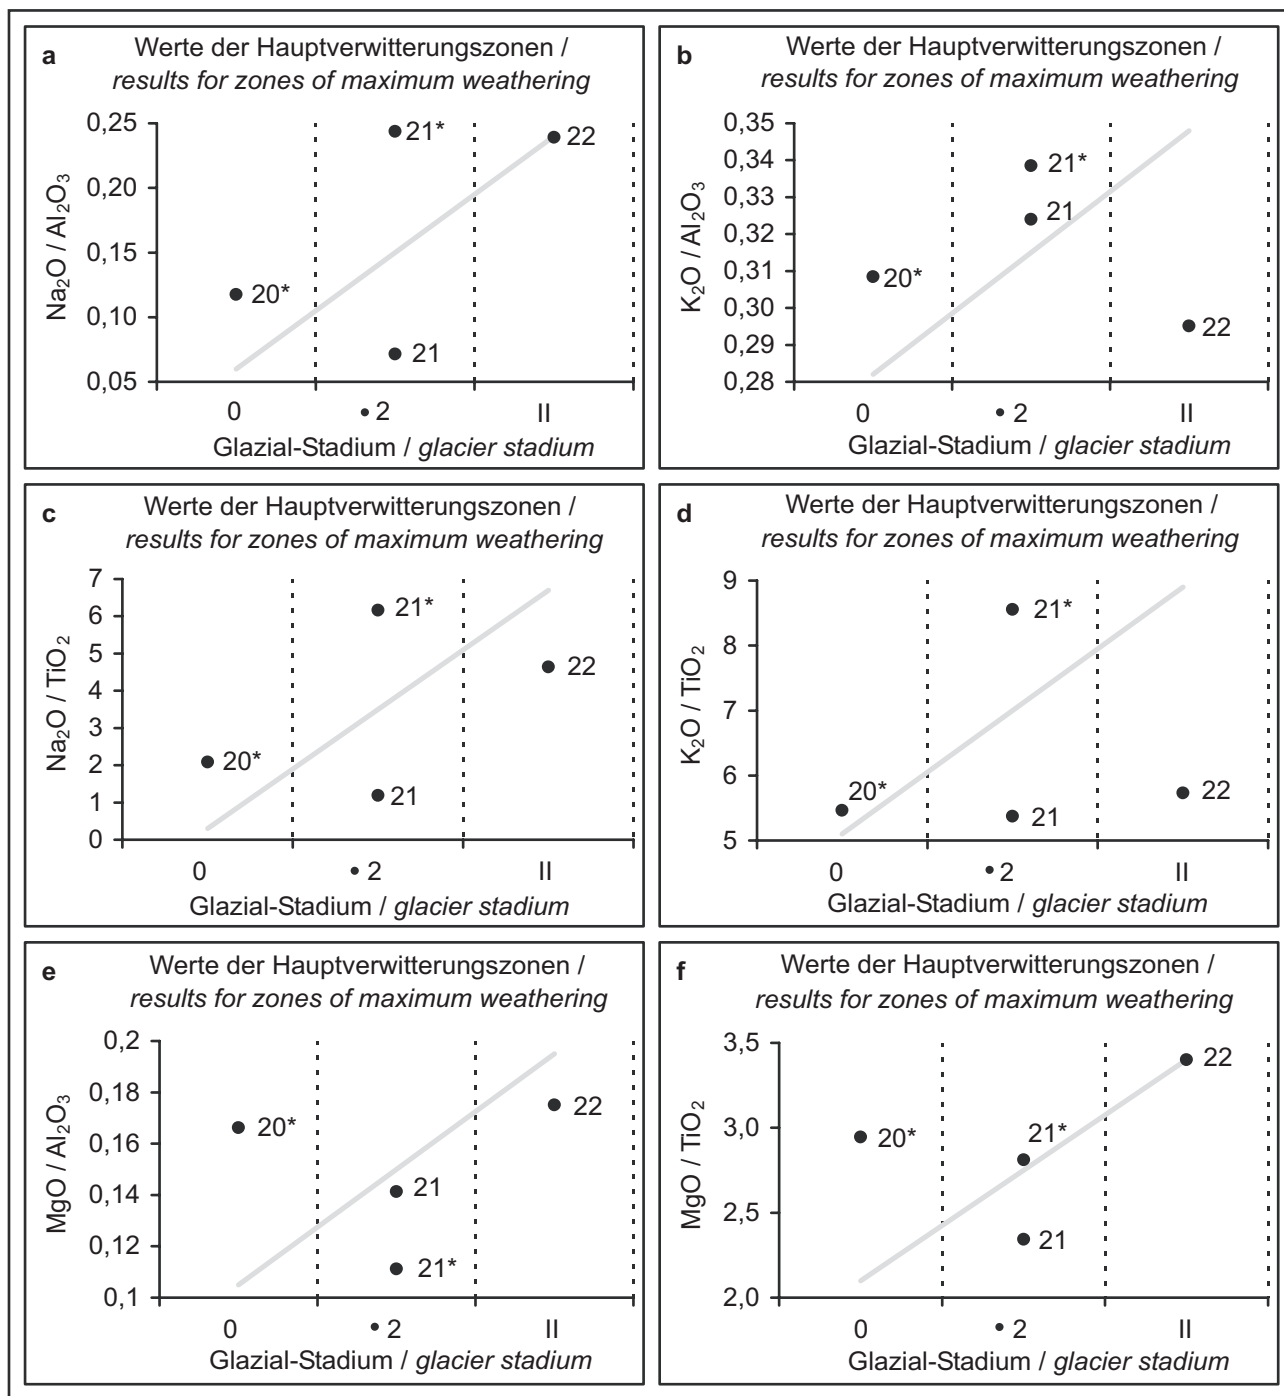 a
Werte der Hauptverwitterungszonen /
results for zones of maximum weathering
Na₂O / Al₂O₃
0,25
0,20
0,15
0,10
0,05
20*
21*
21
22
0
• 2
II
Glazial-Stadium / glacier stadium
b
Werte der Hauptverwitterungszonen /
results for zones of maximum weathering
K₂O / Al₂O₃
0,35
0,34
0,33
0,32
0,31
0,30
0,29
0,28
20*
21*
21
22
0
• 2
II
Glazial-Stadium / glacier stadium
c
Werte der Hauptverwitterungszonen /
results for zones of maximum weathering
Na₂O / TiO₂
7
6
5
4
3
2
1
0
20*
21*
21
22
0
• 2
II
Glazial-Stadium / glacier stadium
d
Werte der Hauptverwitterungszonen /
results for zones of maximum weathering
K₂O / TiO₂
9
8
7
6
5
20*
21*
21
22
0
• 2
II
Glazial-Stadium / glacier stadium
e
Werte der Hauptverwitterungszonen /
results for zones of maximum weathering
MgO / Al₂O₃
0,2
0,18
0,16
0,14
0,12
0,1
20*
21
21*
22
0
• 2
II
Glazial-Stadium / glacier stadium
f
Werte der Hauptverwitterungszonen /
results for zones of maximum weathering
MgO / TiO₂
3,5
3,0
2,5
2,0
20*
21*
21
22
0
• 2
II
Glazial-Stadium / glacier stadium